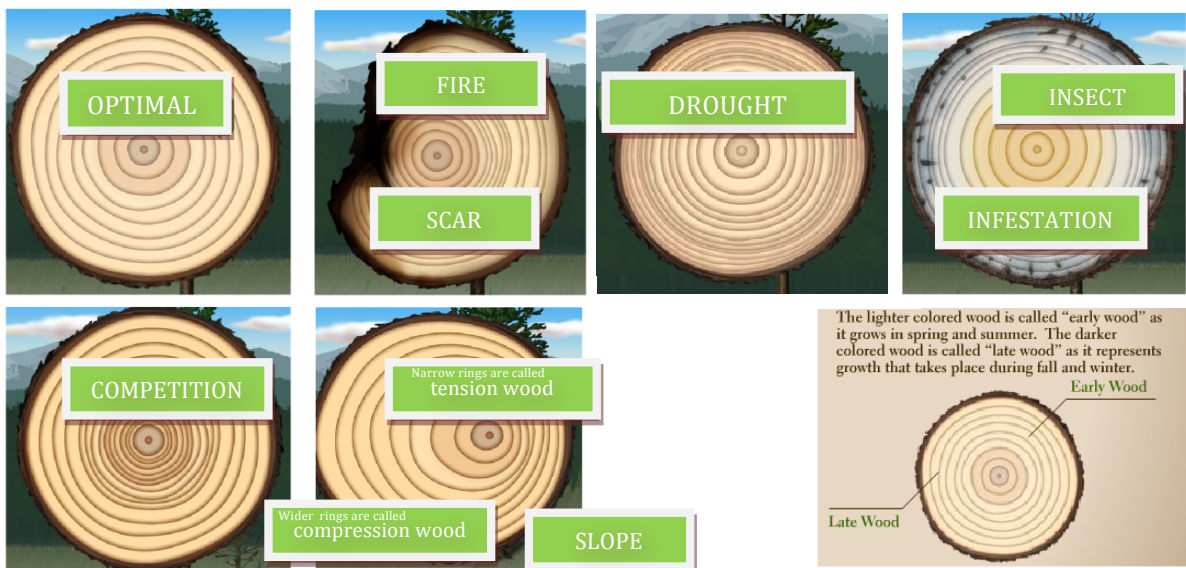 OPTIMAL
FIRE
SCAR
DROUGHT
INSECT
INFESTATION
COMPETITION
Narrow rings are called
tension wood
Wider rings are called
compression wood
SLOPE
The lighter colored wood is called “early wood” as
it grows in spring and summer. The darker
colored wood is called “late wood” as it represents
growth that takes place during fall and winter.
Early Wood
Late Wood